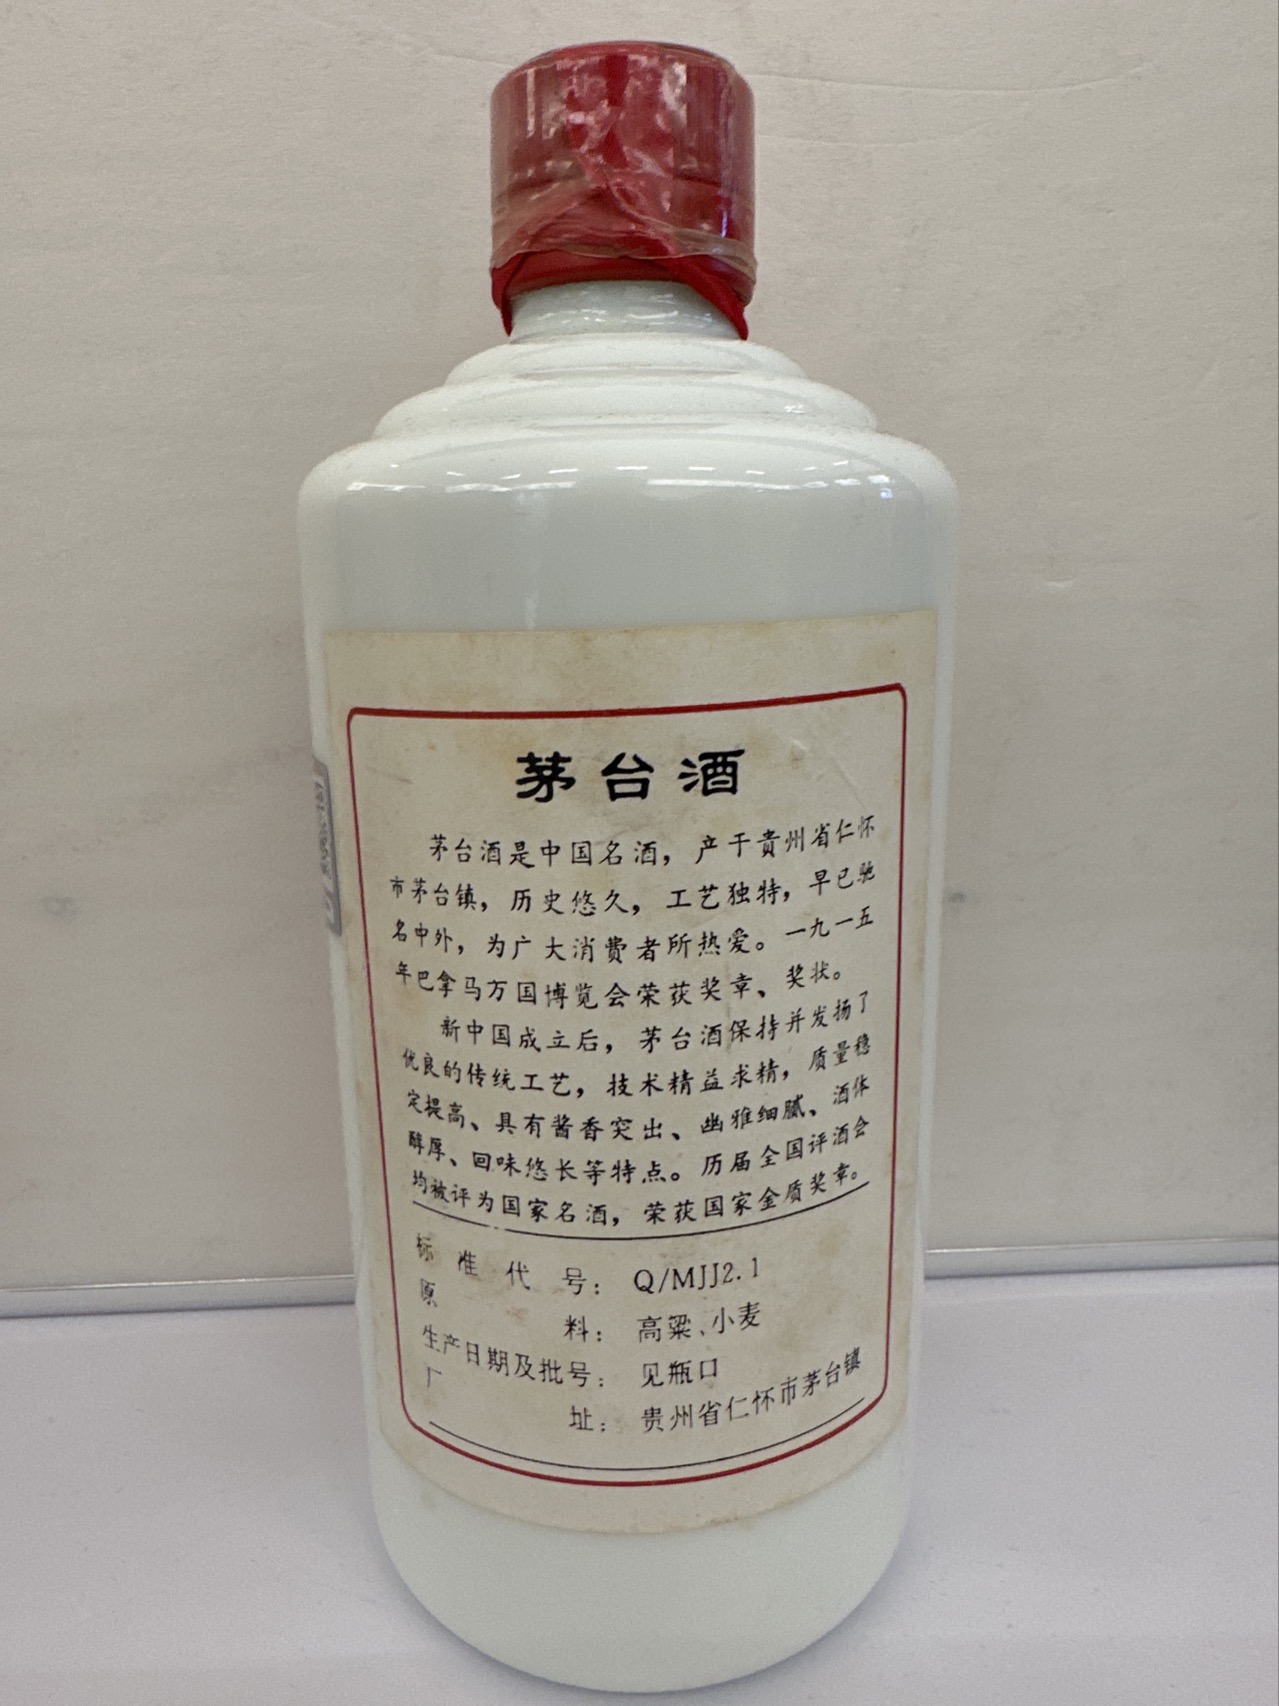 茅台酒
茅台酒是中国名酒，产于贵州省仁怀
市茅台镇，历史悠久，工艺独特，早已驰
名中外，为广大消费者所热爱。一九一五
年巴拿马万国博览会荣获奖章、奖状。
新中国成立后，茅台酒保持并发扬了
优良的传统工艺，技术精益求精，质量稳
定提高、具有酱香突出、幽雅细腻、酒体
醇厚、回味悠长等特点。历届全国评酒会
均被评为国家名酒，荣获国家金质奖章。
标准代号：Q/MJJ2.1
原料：高粱、小麦
生产日期及批号：见瓶口
厂址：贵州省仁怀市茅台镇